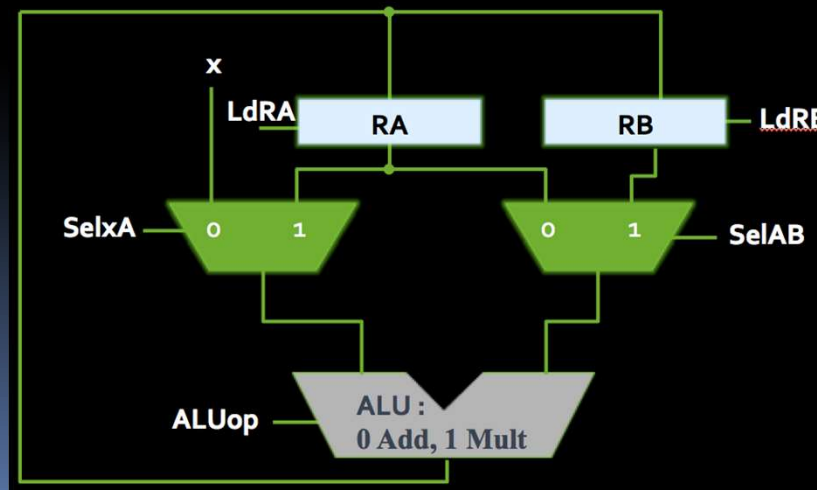 x
LdRA
RA
RB
SelxA
0
1
0
1
SelAB
ALUop
ALU :
0 Add, 1 Mult